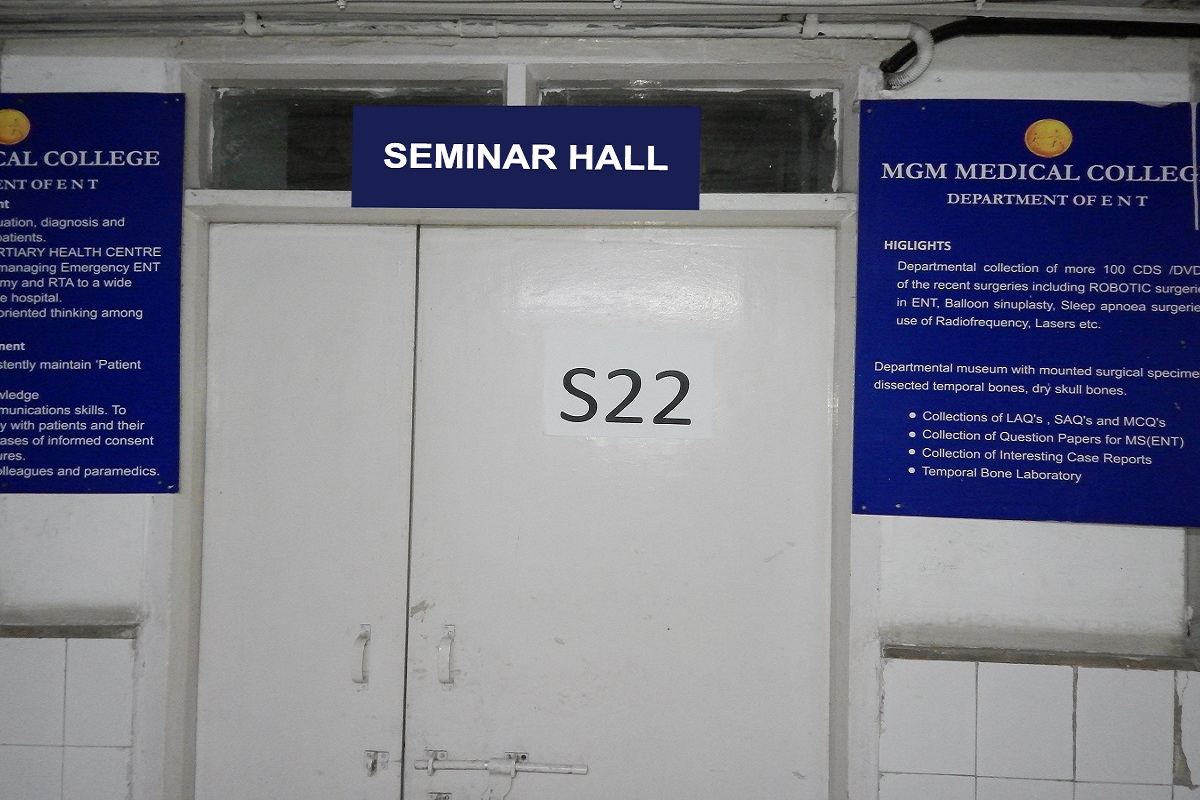 SEMINAR HALL
S22
CAL COLLEGE
ENT OF E N T
nt
uation, diagnosis and
patients.
RTIARY HEALTH CENTRE
managing Emergency ENT
my and RTA to a wide
e hospital.
oriented thinking among
ment
stently maintain ‘Patient
wledge
munications skills. To
y with patients and their
ases of informed consent
ures.
olleagues and paramedics.
MGM MEDICAL COLLEG
DEPARTMENT OF E N T
HIGLIGHTS
Departmental collection of more 100 CDS /DVD
of the recent surgeries including ROBOTIC surgerie
in ENT, Balloon sinuplasty, Sleep apnoea surgerie
use of Radiofrequency, Lasers etc.
Departmental museum with mounted surgical specime
dissected temporal bones, dry skull bones.
• Collections of LAQ's , SAQ's and MCQ's
• Collection of Question Papers for MS(ENT)
• Collection of Interesting Case Reports
• Temporal Bone Laboratory